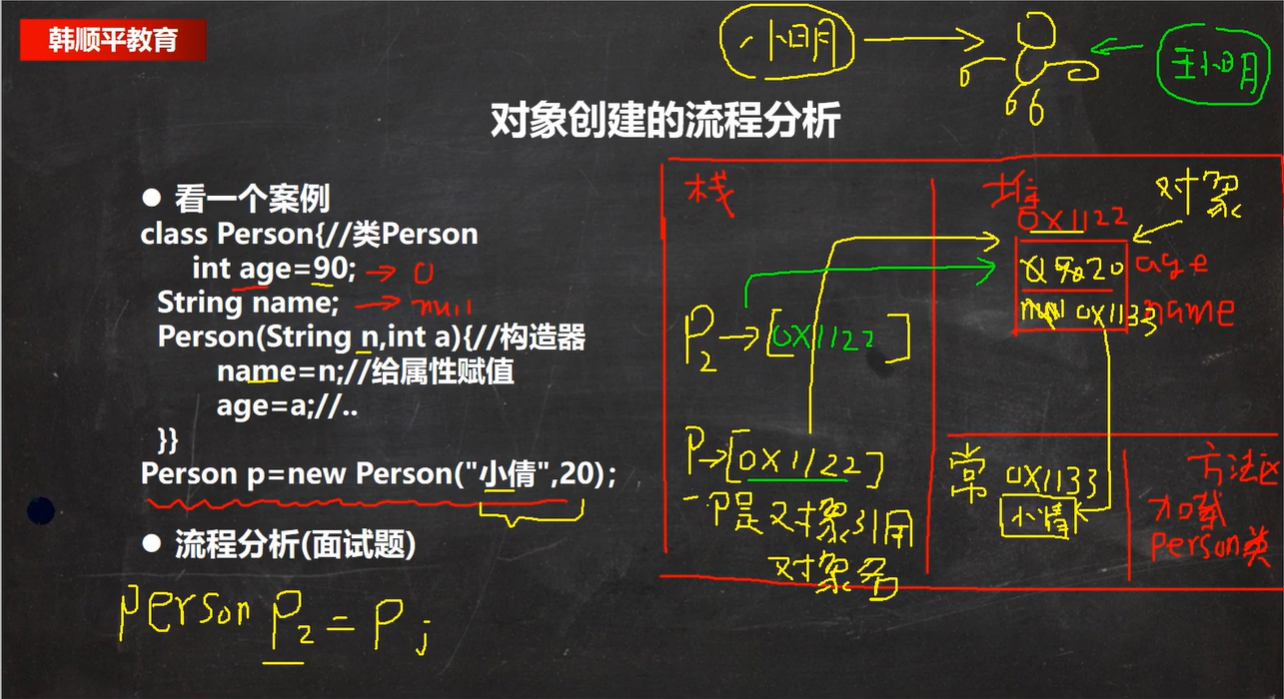 韩顺平教育
小明
王小明
对象创建的流程分析
● 看一个案例
class Person{//类Person
int age=90; → 0
String name; → null
Person(String n,int a){//构造器
name=n;//给属性赋值
age=a;//..
}}
Person p=new Person("小倩",20);
● 流程分析(面试题)
Person P2 = P;
栈
P2→[0X1122]
P→[0X1122]
P是对象引用
对象名
堆
对象
0X1122
90 20 age
null 0X1133 name
常
0X1133
小倩
方法区
加载
Person类